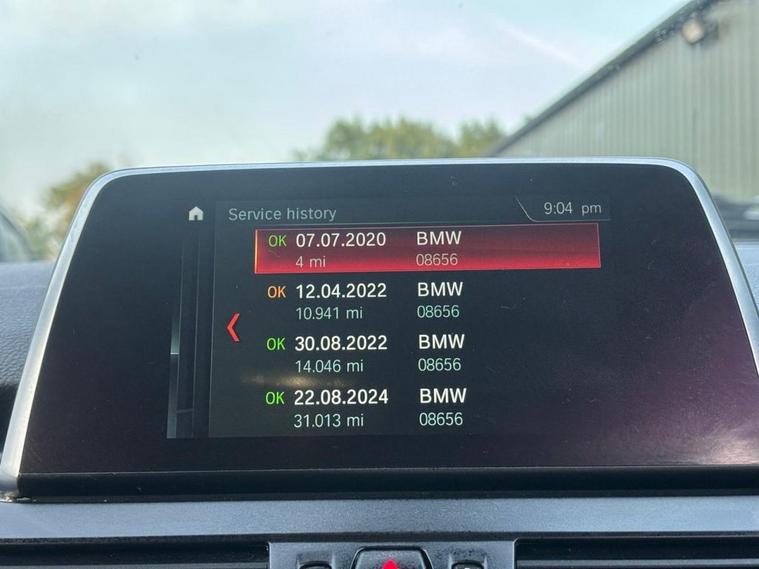 Service history 9:04 pm
OK 07.07.2020 BMW
4 mi 08656
OK 12.04.2022 BMW
10.941 mi 08656
OK 30.08.2022 BMW
14.046 mi 08656
OK 22.08.2024 BMW
31.013 mi 08656